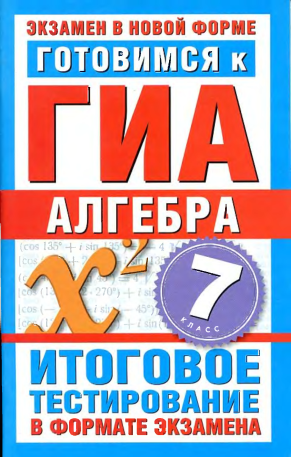 ЭКЗАМЕН В НОВОЙ ФОРМЕ
ГОТОВИМСЯ К
ГИА
АЛГЕБРА
x²
7
КЛАСС
ИТОГОВОЕ
ТЕСТИРОВАНИЕ
В ФОРМАТЕ ЭКЗАМЕНА